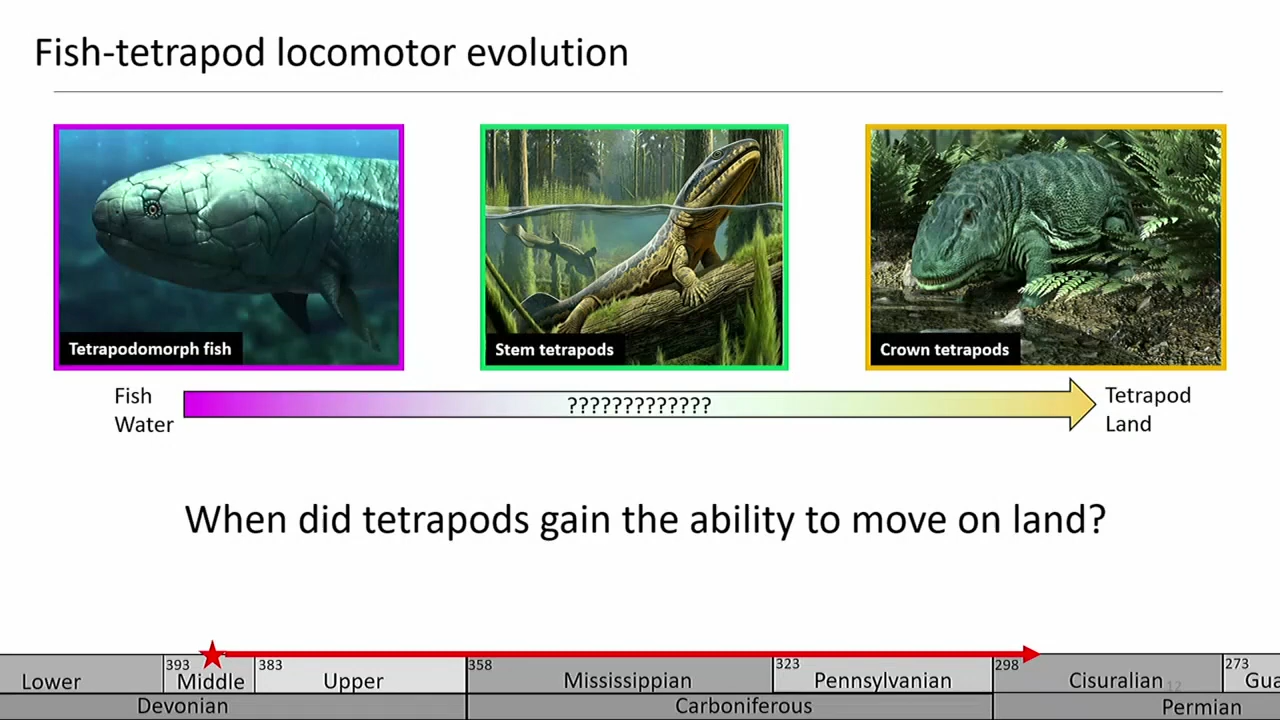 Fish-tetrapod locomotor evolution
Tetrapodomorph fish
Stem tetrapods
Crown tetrapods
Fish
Water
?????????????
Tetrapod
Land
When did tetrapods gain the ability to move on land?
393
383
358
323
298
273
Lower
Middle
Upper
Mississippian
Pennsylvanian
Cisuralian
12
Gua
Devonian
Carboniferous
Permian